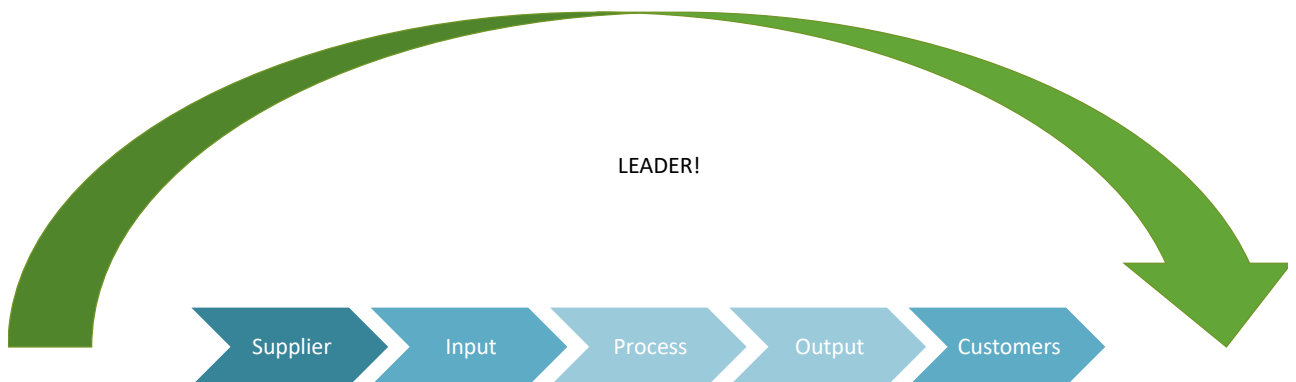 LEADER!
Supplier
Input
Process
Output
Customers